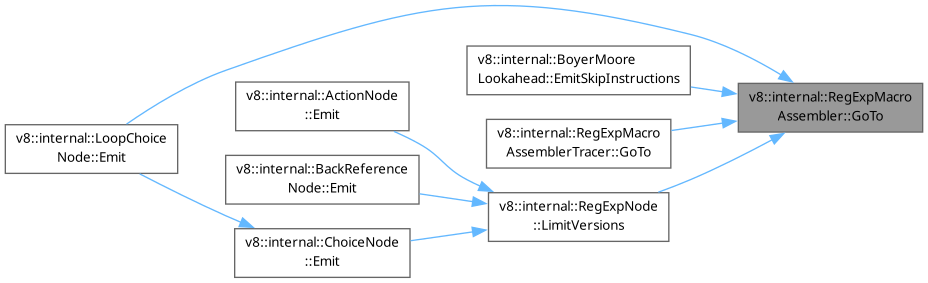 v8::internal::BoyerMoore
Lookahead::EmitSkipInstructions
v8::internal::RegExpMacro
Assembler::GoTo
v8::internal::ActionNode
::Emit
v8::internal::RegExpMacro
AssemblerTracer::GoTo
v8::internal::LoopChoice
Node::Emit
v8::internal::BackReference
Node::Emit
v8::internal::RegExpNode
::LimitVersions
v8::internal::ChoiceNode
::Emit